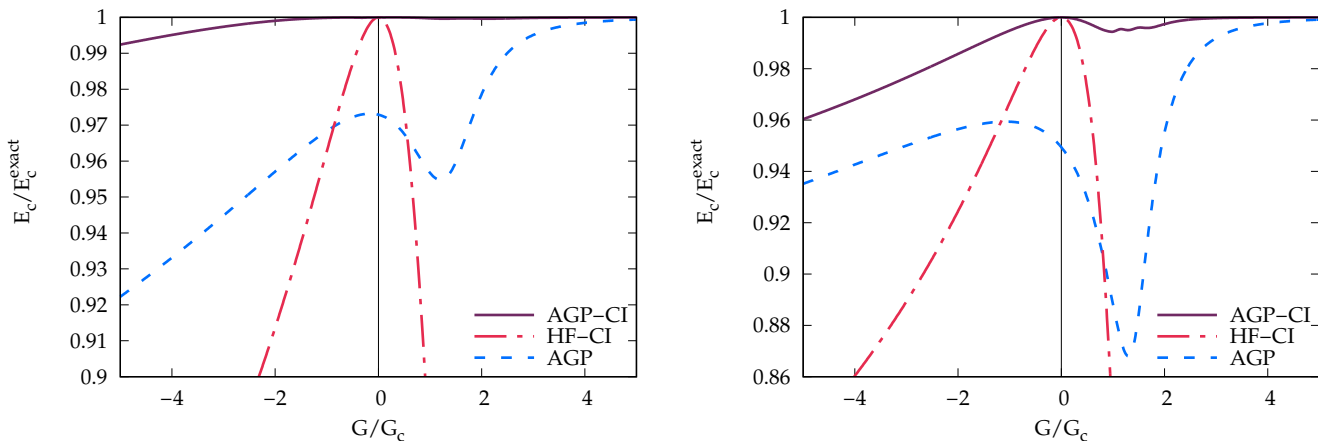 1
0.99
0.98
0.97
0.96
0.95
0.94
0.93
0.92
0.91
0.9
E_c/E_c^exact
−4 −2 0 2 4
G/G_c
AGP−CI
HF−CI
AGP
1
0.98
0.96
0.94
0.92
0.9
0.88
0.86
E_c/E_c^exact
−4 −2 0 2 4
G/G_c
AGP−CI
HF−CI
AGP